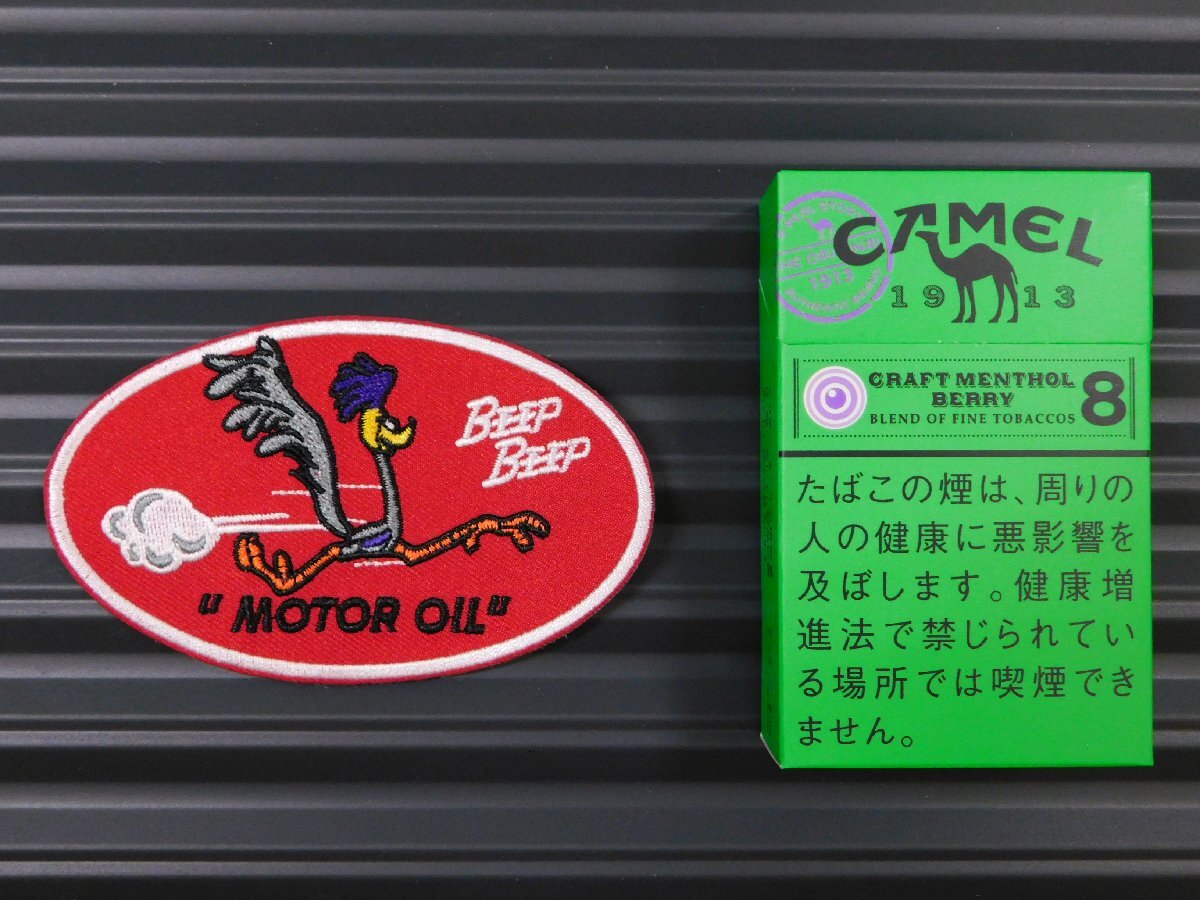 BEEP
BEEP
"MOTOR OIL"
CAMEL
1913
1913
CRAFT MENTHOL
BERRY
BLEND OF FINE TOBACCOS
8
たばこの煙は、周りの
人の健康に悪影響を
及ぼします。健康増
進法で禁じられてい
る場所では喫煙でき
ません。